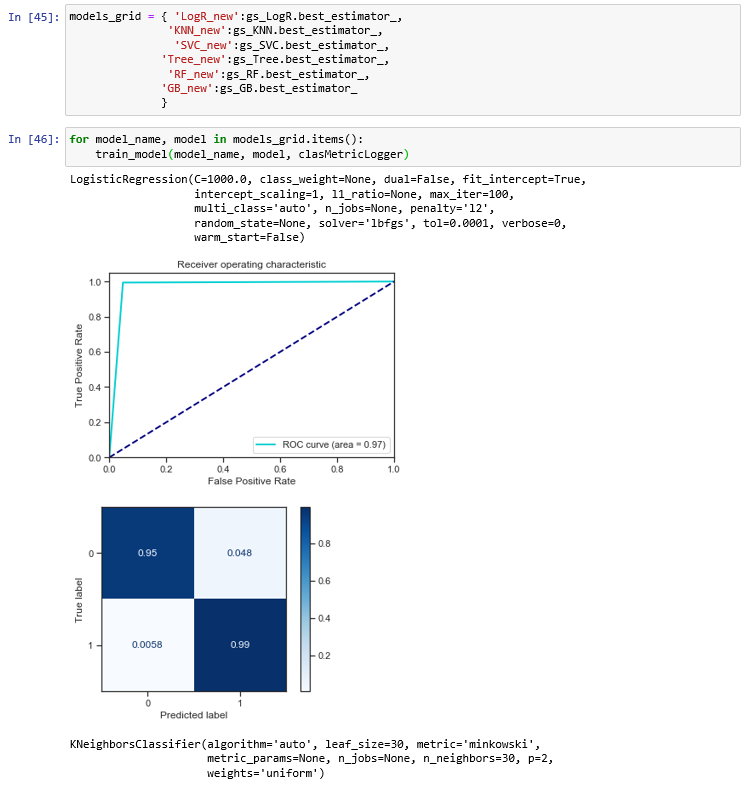 In [45]: models_grid = { 'LogR_new':gs_LogR.best_estimator_,
'KNN_new':gs_KNN.best_estimator_,
'SVC_new':gs_SVC.best_estimator_,
'Tree_new':gs_Tree.best_estimator_,
'RF_new':gs_RF.best_estimator_,
'GB_new':gs_GB.best_estimator_
}
In [46]: for model_name, model in models_grid.items():
train_model(model_name, model, clasMetricLogger)
LogisticRegression(C=1000.0, class_weight=None, dual=False, fit_intercept=True,
intercept_scaling=1, l1_ratio=None, max_iter=100,
multi_class='auto', n_jobs=None, penalty='l2',
random_state=None, solver='lbfgs', tol=0.0001, verbose=0,
warm_start=False)
Receiver operating characteristic
1.0
0.8
0.6
0.4
0.2
0.0
True Positive Rate
ROC curve (area = 0.97)
0.0 0.2 0.4 0.6 0.8 1.0
False Positive Rate
True label
0
1
0.95 0.048
0.0058 0.99
0 1
Predicted label
0.8
0.6
0.4
0.2
KNeighborsClassifier(algorithm='auto', leaf_size=30, metric='minkowski',
metric_params=None, n_jobs=None, n_neighbors=30, p=2,
weights='uniform')